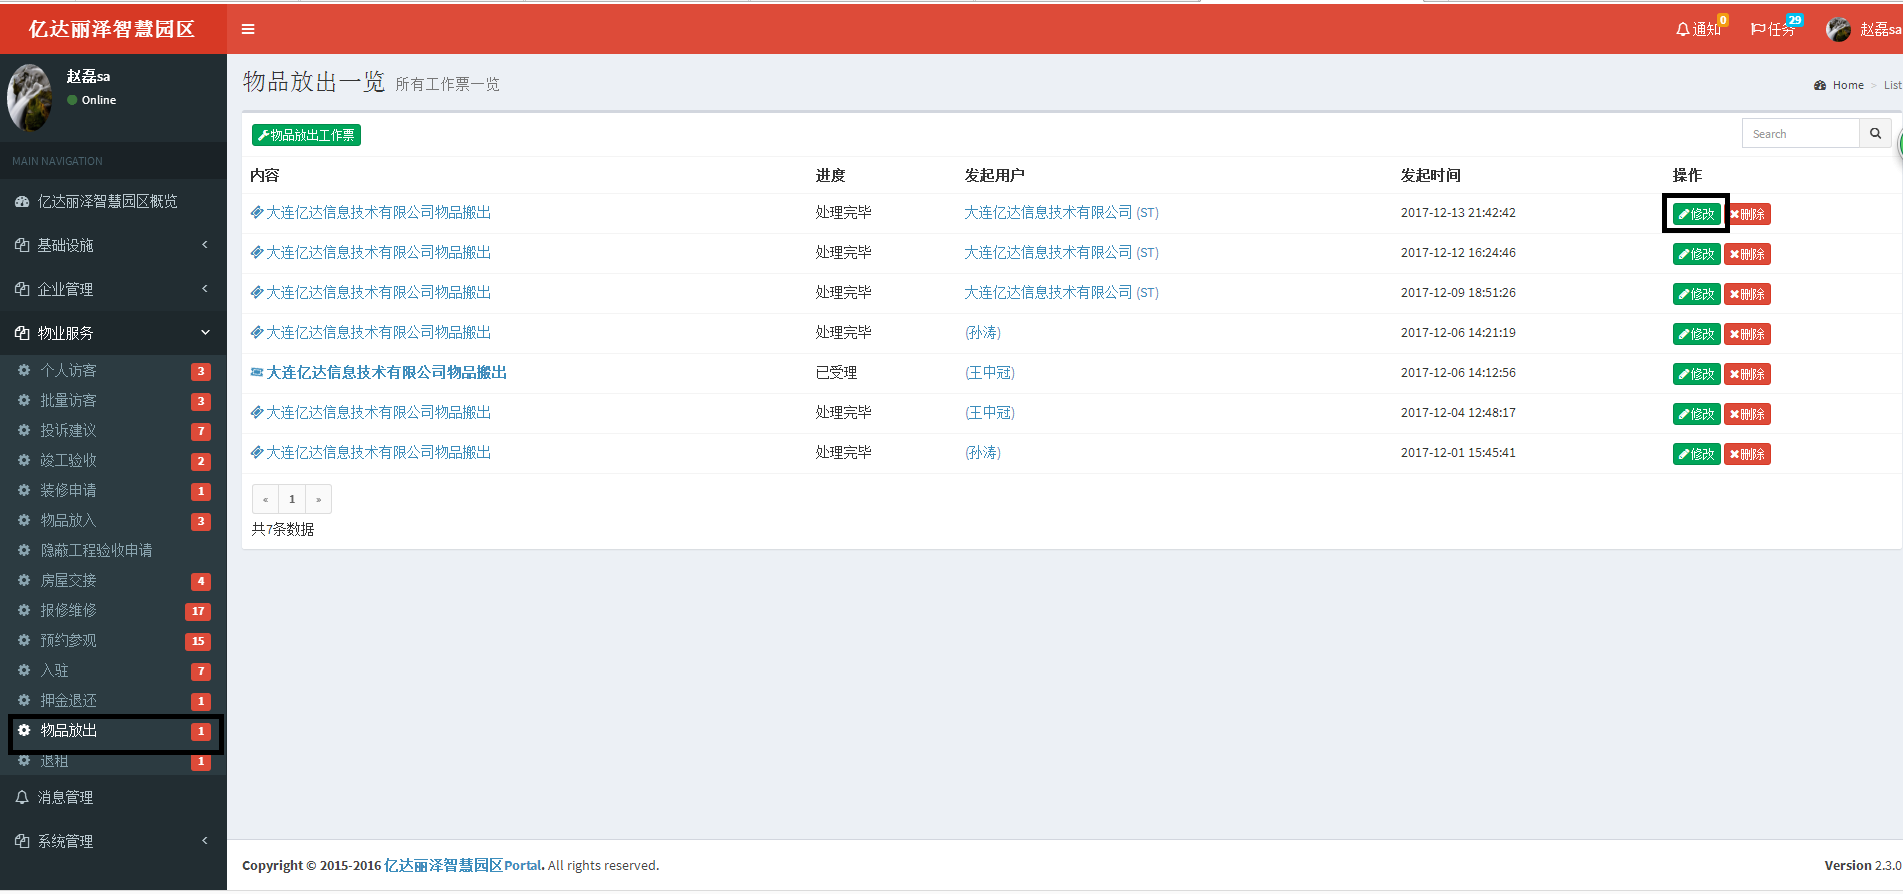 亿达丽泽智慧园区
通知 0
任务 29
赵磊sa
赵磊sa
Online
MAIN NAVIGATION
亿达丽泽智慧园区概览
基础设施
企业管理
物业服务
个人访客 3
批量访客 3
投诉建议 7
竣工验收 2
装修申请 1
物品放入 3
隐蔽工程验收申请
房屋交接 4
报修维修 17
预约参观 15
入驻 7
押金退还 1
物品放出 1
退租 1
消息管理
系统管理
物品放出一览 所有工作票一览
Home > List
物品放出工作票
Search
内容 进度 发起用户 发起时间 操作
大连亿达信息技术有限公司物品搬出 处理完毕 大连亿达信息技术有限公司 (ST) 2017-12-13 21:42:42 修改 删除
大连亿达信息技术有限公司物品搬出 处理完毕 大连亿达信息技术有限公司 (ST) 2017-12-12 16:24:46 修改 删除
大连亿达信息技术有限公司物品搬出 处理完毕 大连亿达信息技术有限公司 (ST) 2017-12-09 18:51:26 修改 删除
大连亿达信息技术有限公司物品搬出 处理完毕 (孙涛) 2017-12-06 14:21:19 修改 删除
大连亿达信息技术有限公司物品搬出 已受理 (王中冠) 2017-12-06 14:12:56 修改 删除
大连亿达信息技术有限公司物品搬出 处理完毕 (王中冠) 2017-12-04 12:48:17 修改 删除
大连亿达信息技术有限公司物品搬出 处理完毕 (孙涛) 2017-12-01 15:45:41 修改 删除
« 1 »
共7条数据
Copyright © 2015-2016 亿达丽泽智慧园区Portal. All rights reserved.
Version 2.3.0